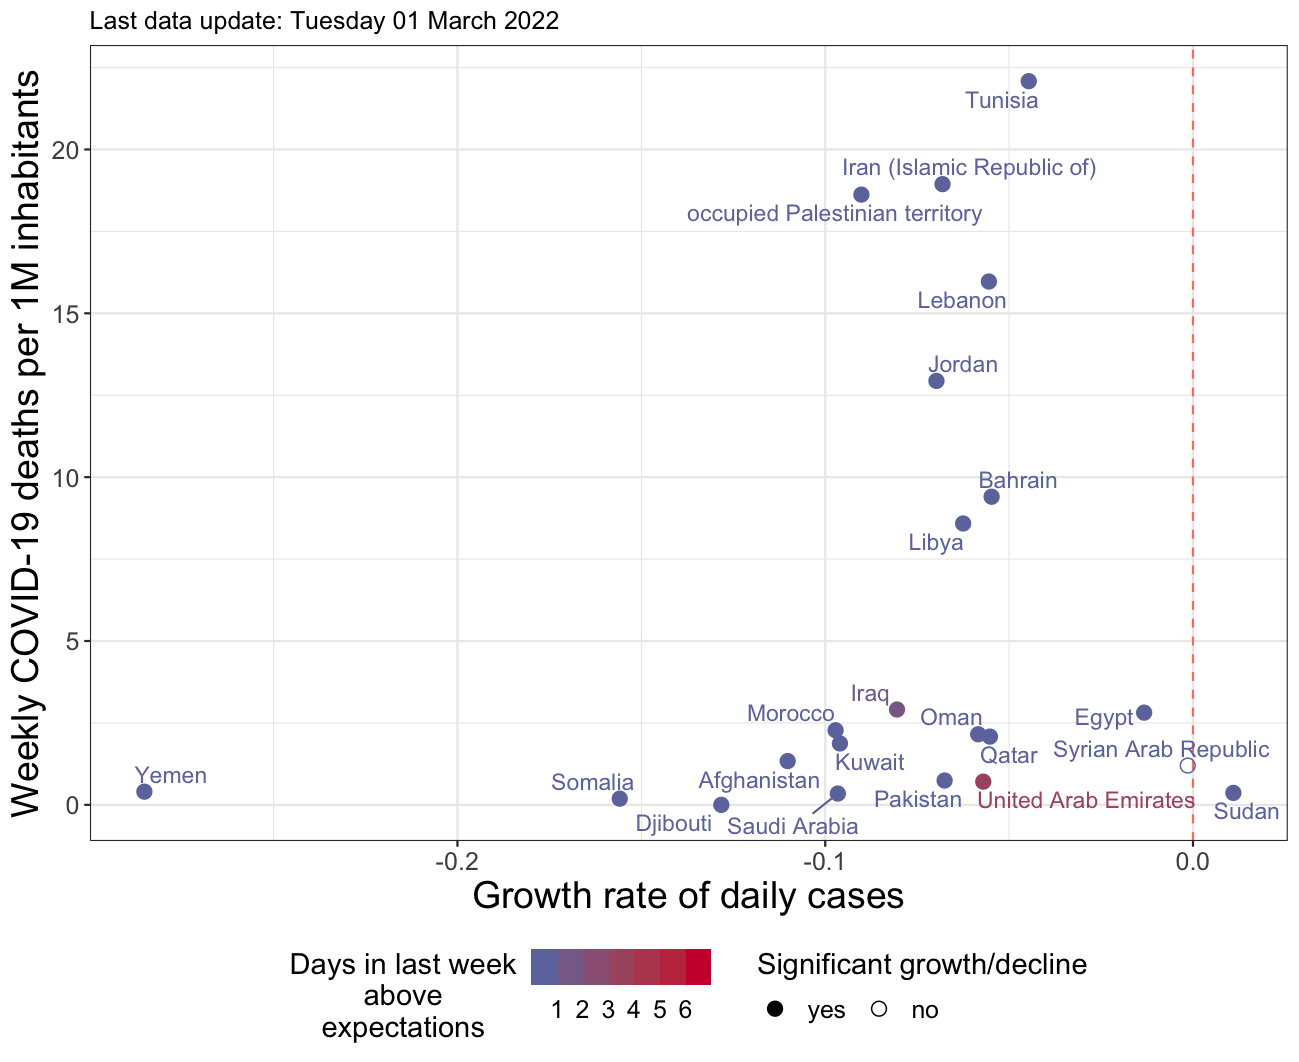 Last data update: Tuesday 01 March 2022
Weekly COVID-19 deaths per 1M inhabitants
20
15
10
5
0
Tunisia
Iran (Islamic Republic of)
occupied Palestinian territory
Lebanon
Jordan
Bahrain
Libya
Iraq
Morocco
Oman
Egypt
Syrian Arab Republic
Qatar
Kuwait
Yemen
Afghanistan
Somalia
Pakistan
United Arab Emirates
Sudan
Djibouti
Saudi Arabia
-0.2
-0.1
0.0
Growth rate of daily cases
Days in last week
above
expectations
1 2 3 4 5 6
Significant growth/decline
yes
no